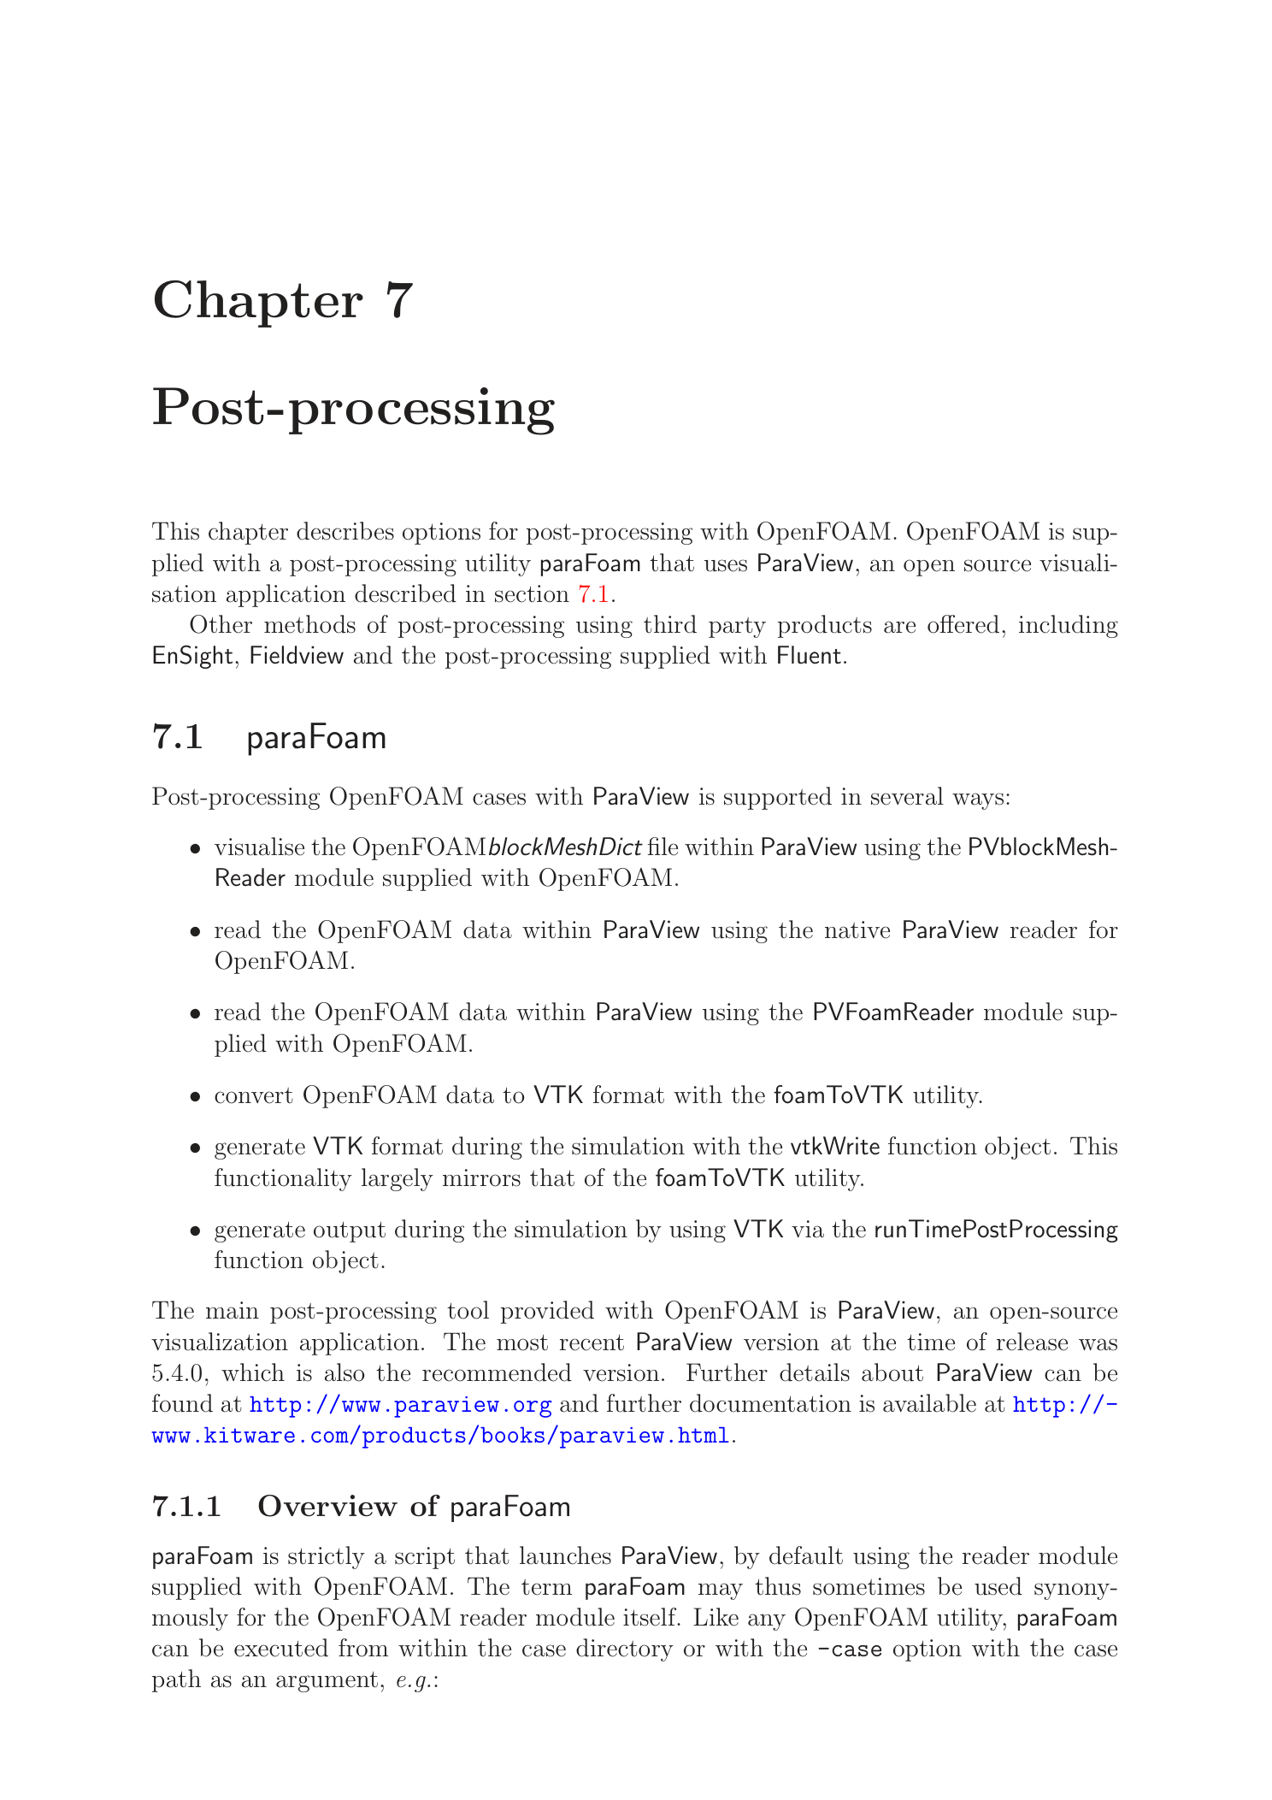 Chapter 7
Post-processing
This chapter describes options for post-processing with OpenFOAM. OpenFOAM is sup-
plied with a post-processing utility paraFoam that uses ParaView, an open source visuali-
sation application described in section 7.1.
Other methods of post-processing using third party products are offered, including
EnSight, Fieldview and the post-processing supplied with Fluent.
7.1 paraFoam
Post-processing OpenFOAM cases with ParaView is supported in several ways:
• visualise the OpenFOAMblockMeshDict file within ParaView using the PVblockMesh-
Reader module supplied with OpenFOAM.
• read the OpenFOAM data within ParaView using the native ParaView reader for
OpenFOAM.
• read the OpenFOAM data within ParaView using the PVFoamReader module sup-
plied with OpenFOAM.
• convert OpenFOAM data to VTK format with the foamToVTK utility.
• generate VTK format during the simulation with the vtkWrite function object. This
functionality largely mirrors that of the foamToVTK utility.
• generate output during the simulation by using VTK via the runTimePostProcessing
function object.
The main post-processing tool provided with OpenFOAM is ParaView, an open-source
visualization application. The most recent ParaView version at the time of release was
5.4.0, which is also the recommended version. Further details about ParaView can be
found at http://www.paraview.org and further documentation is available at http://-
www.kitware.com/products/books/paraview.html.
7.1.1 Overview of paraFoam
paraFoam is strictly a script that launches ParaView, by default using the reader module
supplied with OpenFOAM. The term paraFoam may thus sometimes be used synony-
mously for the OpenFOAM reader module itself. Like any OpenFOAM utility, paraFoam
can be executed from within the case directory or with the -case option with the case
path as an argument, e.g.: